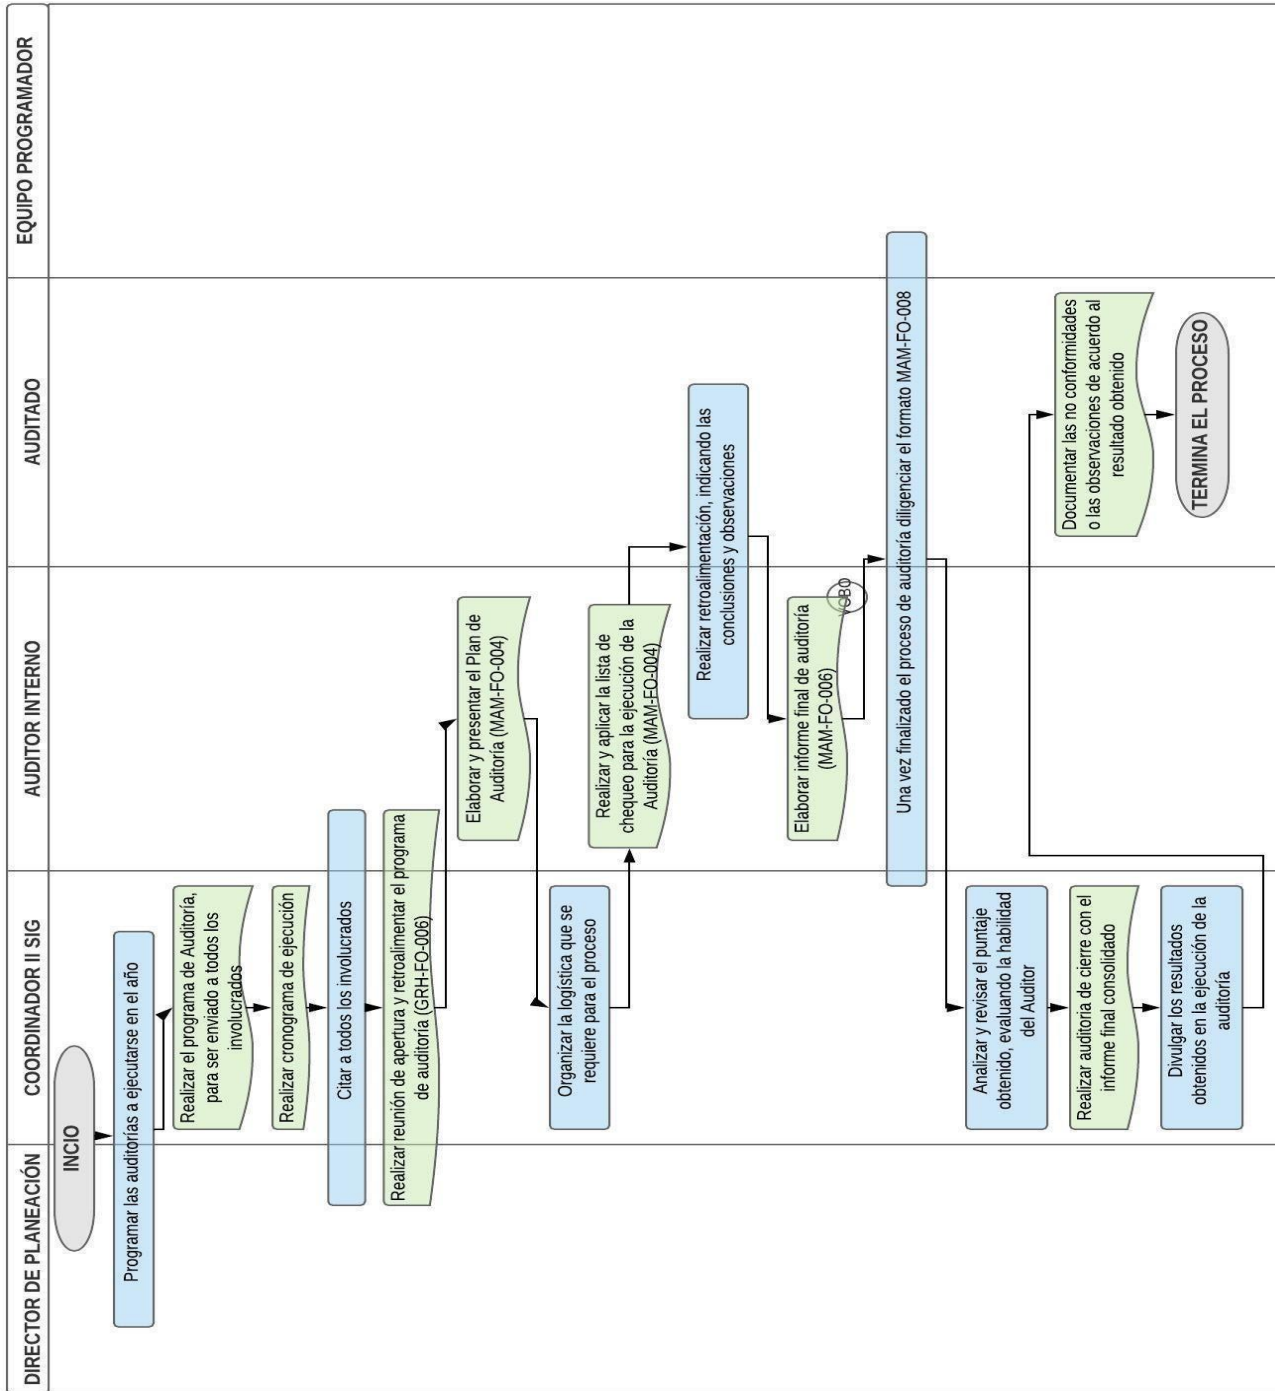 DIRECTOR DE PLANEACIÓN
COORDINADOR II SIG
AUDITOR INTERNO
AUDITADO
EQUIPO PROGRAMADOR
INCIO
Programar las auditorías a ejecutarse en el año
Realizar el programa de Auditoría,
para ser enviado a todos los
involucrados
Realizar cronograma de ejecución
Citar a todos los involucrados
Realizar reunión de apertura y retroalimentar el programa
de auditoría (GRH-FO-006)
Elaborar y presentar el Plan de
Auditoría (MAM-FO-004)
Organizar la logística que se
requiere para el proceso
Realizar y aplicar la lista de
chequeo para la ejecución de la
Auditoría (MAM-FO-004)
Realizar retroalimentación, indicando las
conclusiones y observaciones
Elaborar informe final de auditoría
(MAM-FO-006)
VOBO
Una vez finalizado el proceso de auditoría diligenciar el formato MAM-FO-008
Analizar y revisar el puntaje
obtenido, evaluando la habilidad
del Auditor
Realizar auditoria de cierre con el
informe final consolidado
Divulgar los resultados
obtenidos en la ejecución de la
auditoría
Documentar las no conformidades
o las observaciones de acuerdo al
resultado obtenido
TERMINA EL PROCESO